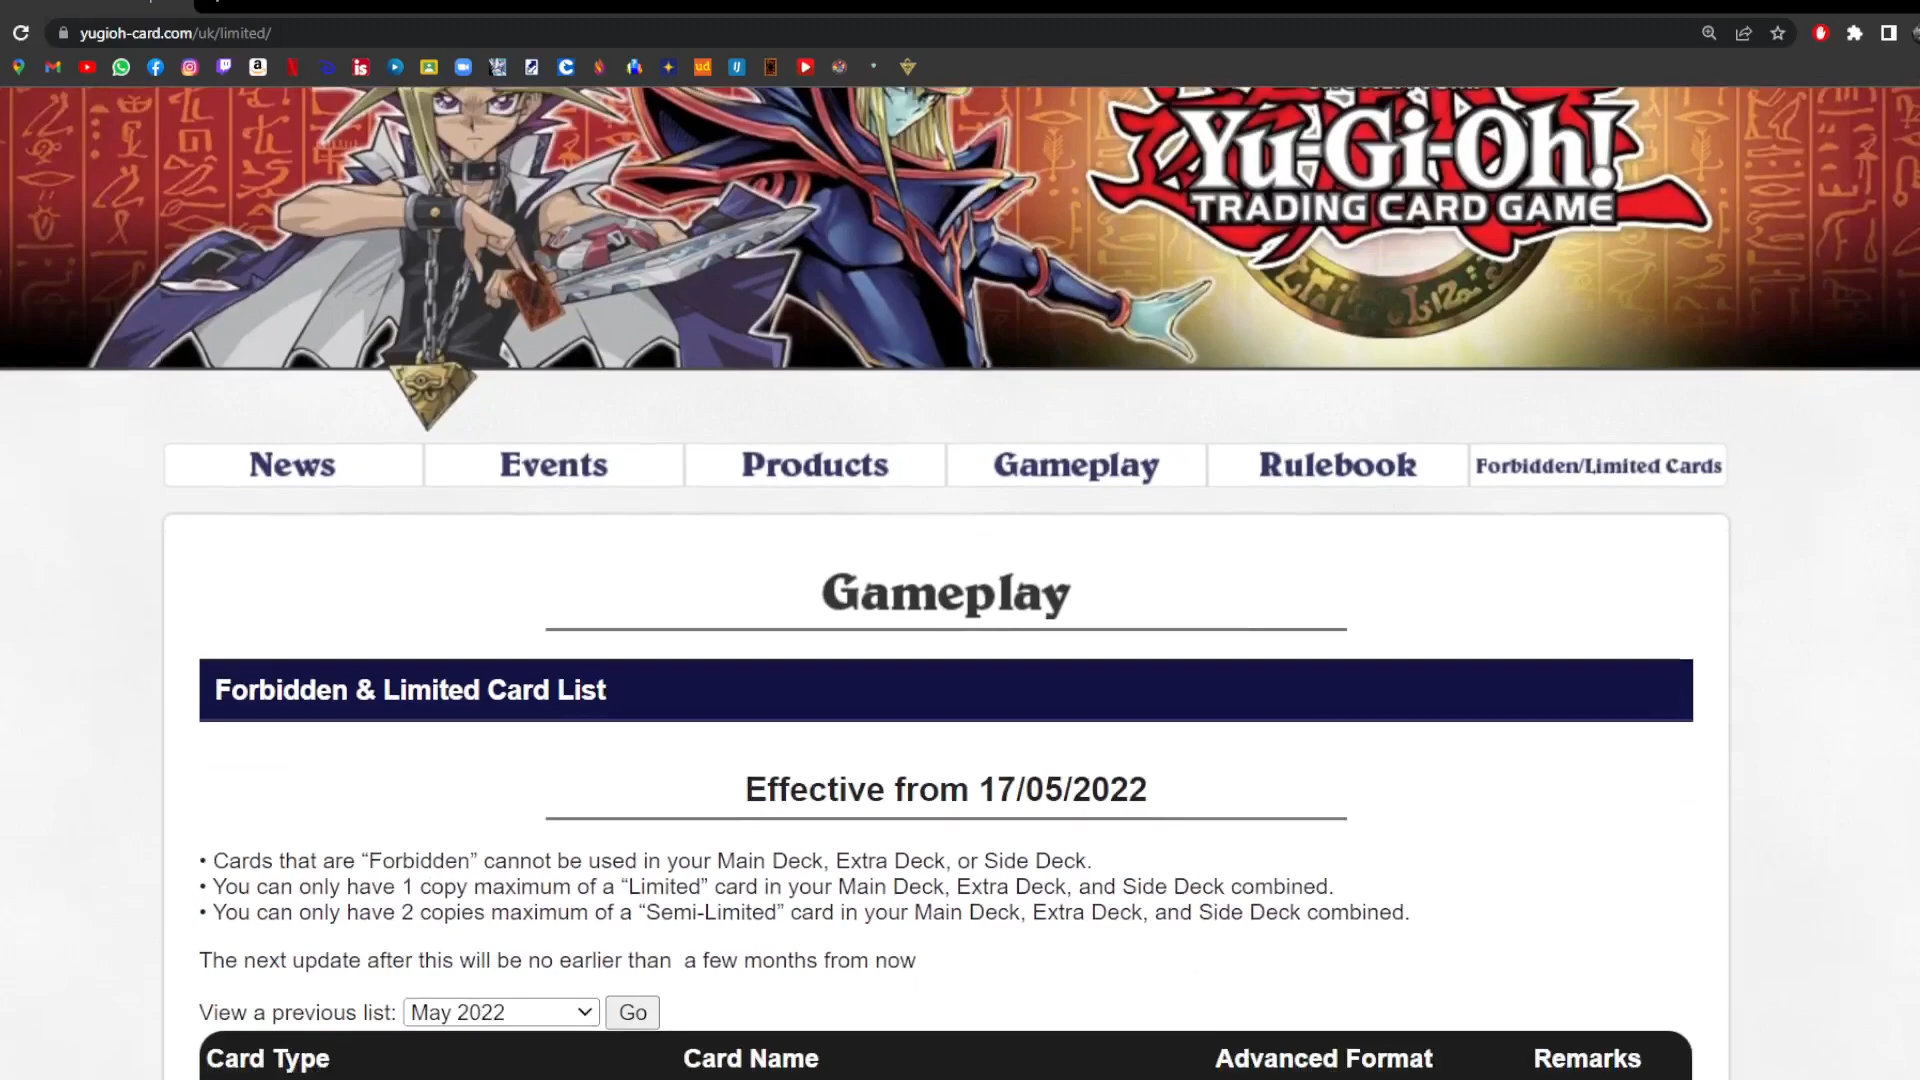 yugioh-card.com/uk/limited/
Yu-Gi-Oh!
TRADING CARD GAME
News
Events
Products
Gameplay
Rulebook
Forbidden/Limited Cards
Gameplay
Forbidden & Limited Card List
Effective from 17/05/2022
• Cards that are “Forbidden” cannot be used in your Main Deck, Extra Deck, or Side Deck.
• You can only have 1 copy maximum of a “Limited” card in your Main Deck, Extra Deck, and Side Deck combined.
• You can only have 2 copies maximum of a “Semi-Limited” card in your Main Deck, Extra Deck, and Side Deck combined.
The next update after this will be no earlier than a few months from now
View a previous list: May 2022 Go
Card Type
Card Name
Advanced Format
Remarks